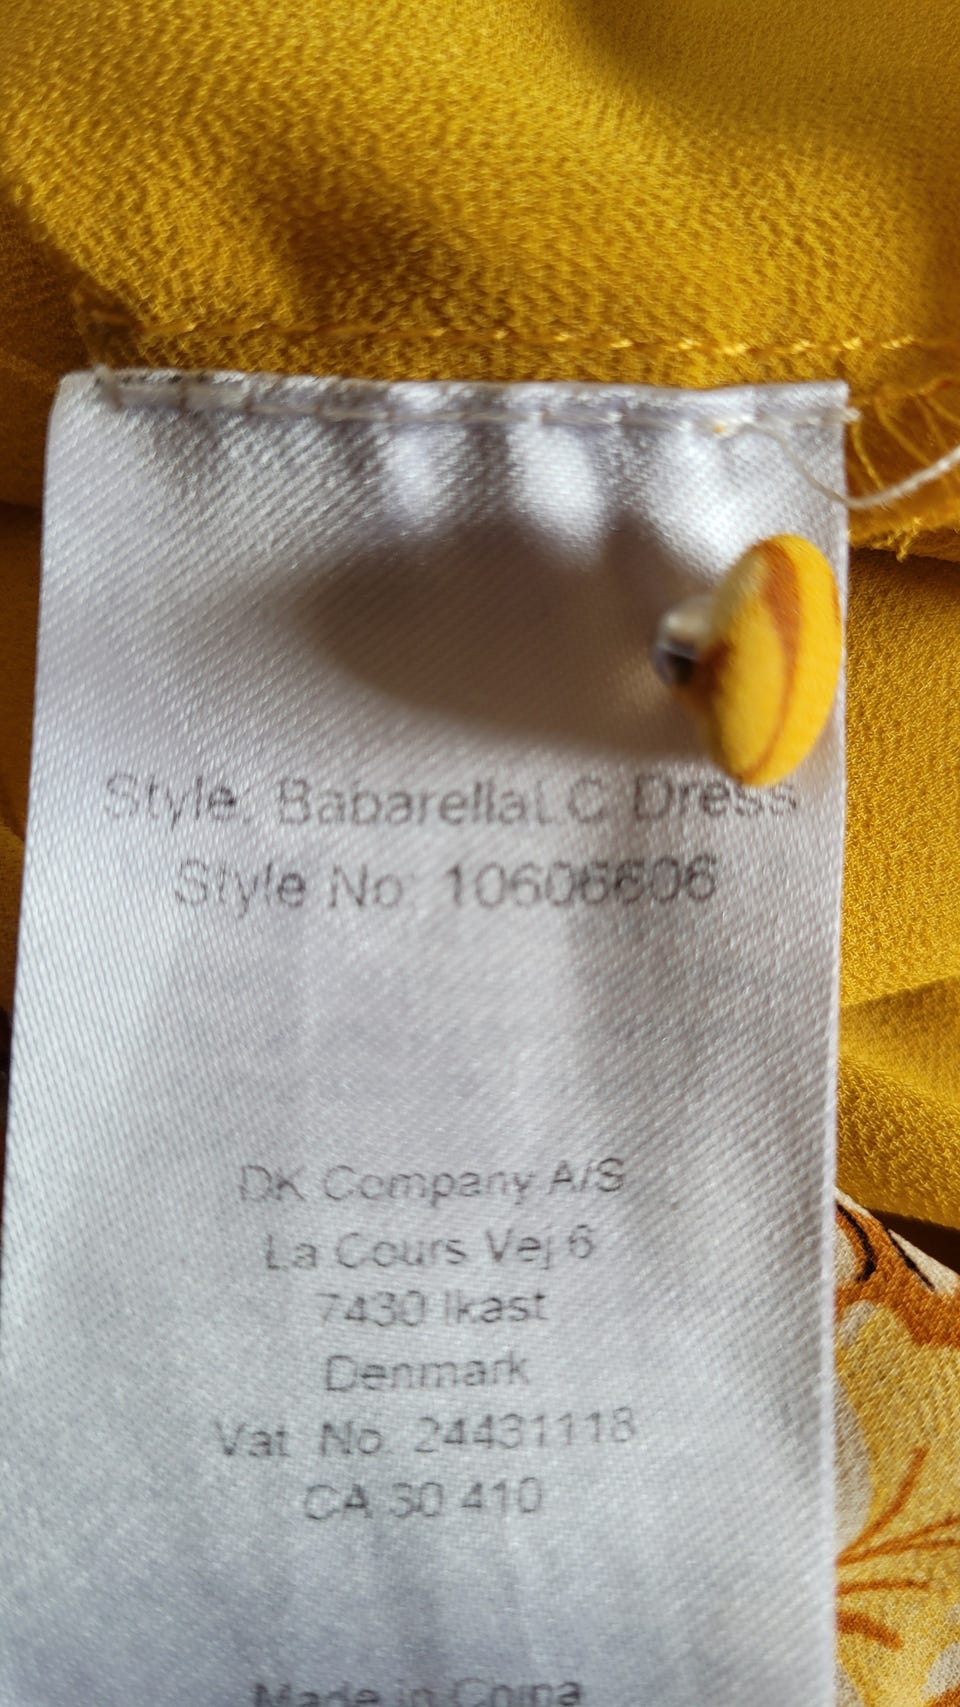 Style: BabarellaLC Dress
Style No: 10606606
DK Company A/S
La Cours Vej 6
7430 Ikast
Denmark
Vat. No. 24431118
CA 30 410
Made in China